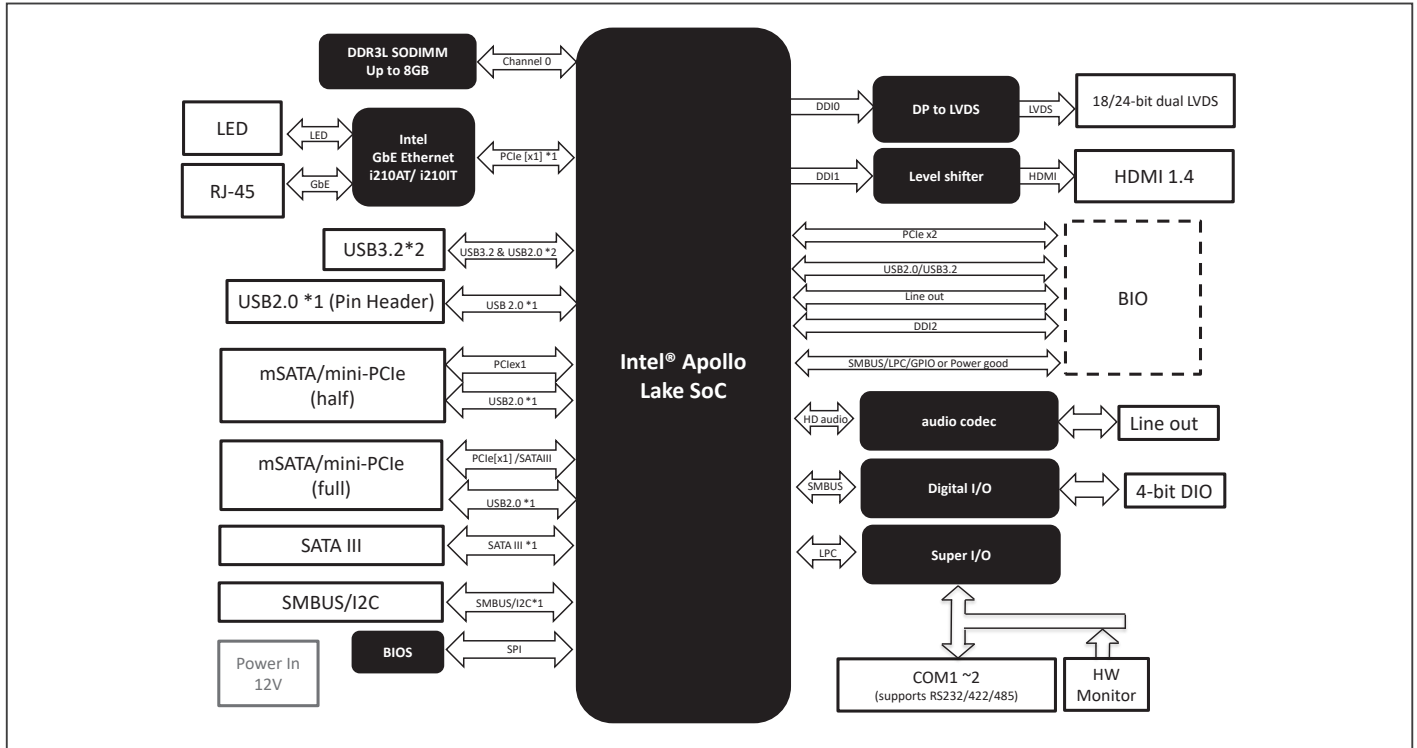 DDR3L SODIMM
Up to 8GB
Channel 0
LED
LED
Intel
GbE Ethernet
i210AT/ i210IT
PCIe [x1] *1
RJ-45
GbE
USB3.2*2
USB3.2 & USB2.0 *2
USB2.0 *1 (Pin Header)
USB 2.0 *1
mSATA/mini-PCIe
(half)
PCIex1
USB2.0 *1
mSATA/mini-PCIe
(full)
PCIe[x1] /SATAIII
USB2.0 *1
SATA III
SATA III *1
SMBUS/I2C
SMBUS/I2C*1
BIOS
SPI
Power In
12V
Intel® Apollo
Lake SoC
DDI0
DP to LVDS
LVDS
18/24-bit dual LVDS
DDI1
Level shifter
HDMI
HDMI 1.4
PCIe x2
USB2.0/USB3.2
Line out
DDI2
SMBUS/LPC/GPIO or Power good
BIO
HD audio
audio codec
Line out
SMBUS
Digital I/O
4-bit DIO
LPC
Super I/O
COM1 ~2
(supports RS232/422/485)
HW
Monitor